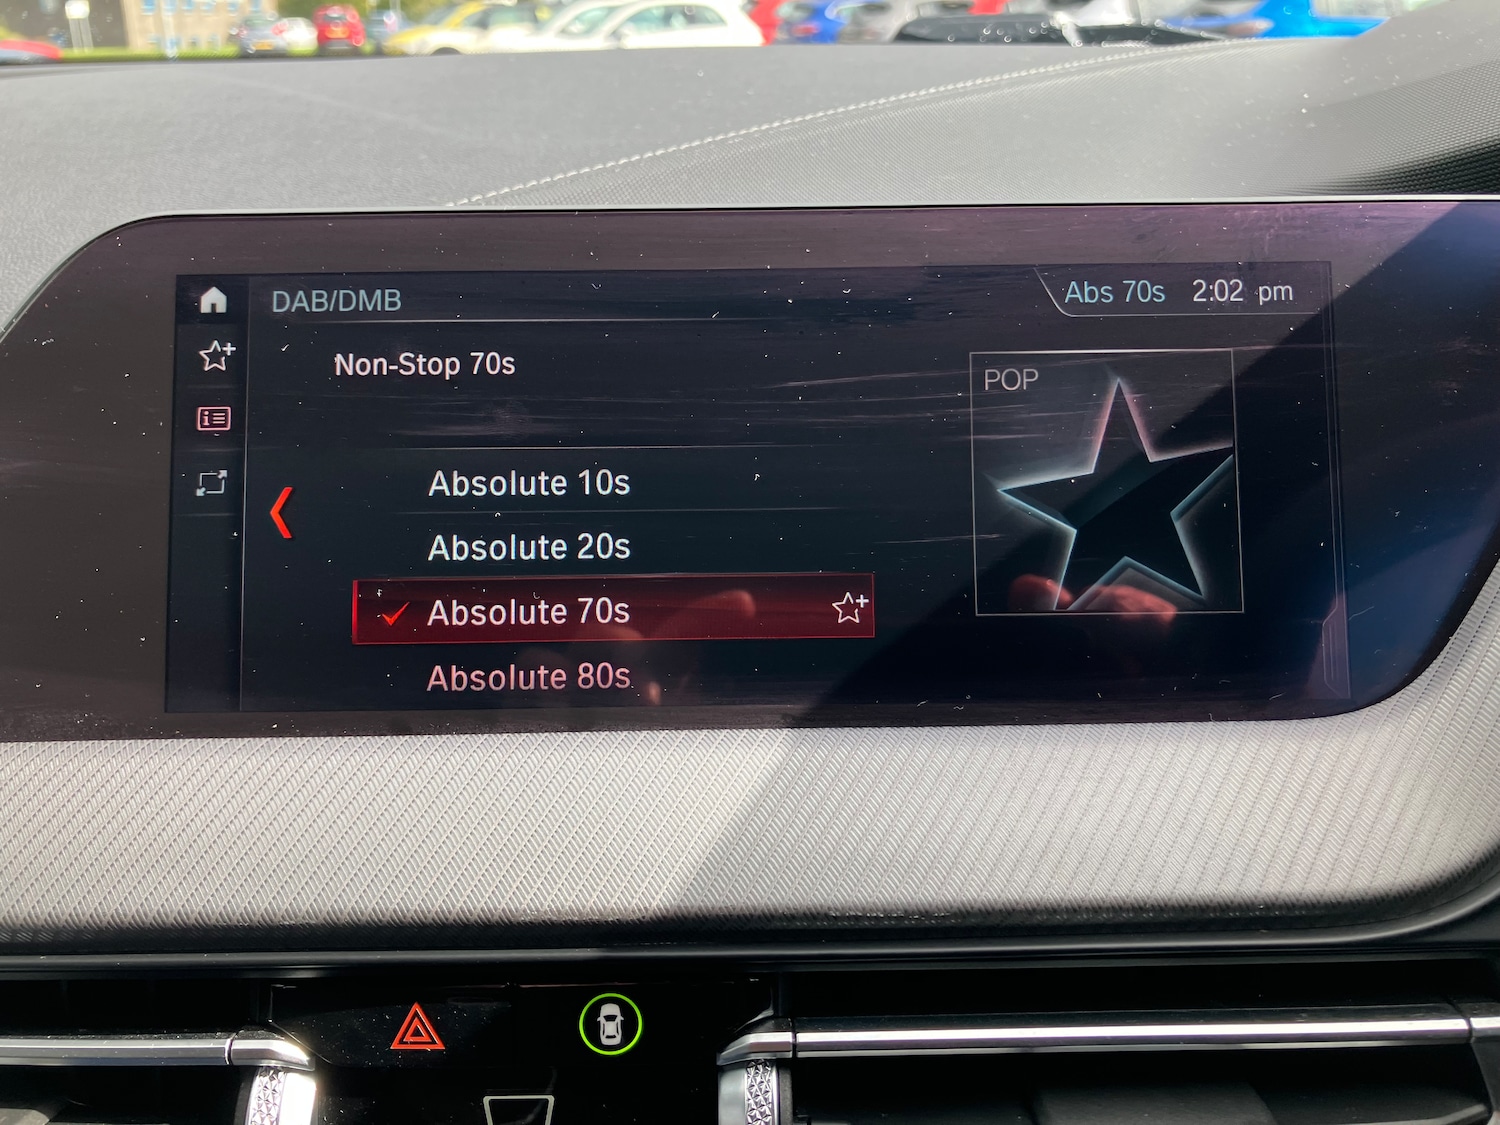 DAB/DMB
Abs 70s 2:02 pm
Non-Stop 70s
POP
Absolute 10s
Absolute 20s
Absolute 70s
Absolute 80s